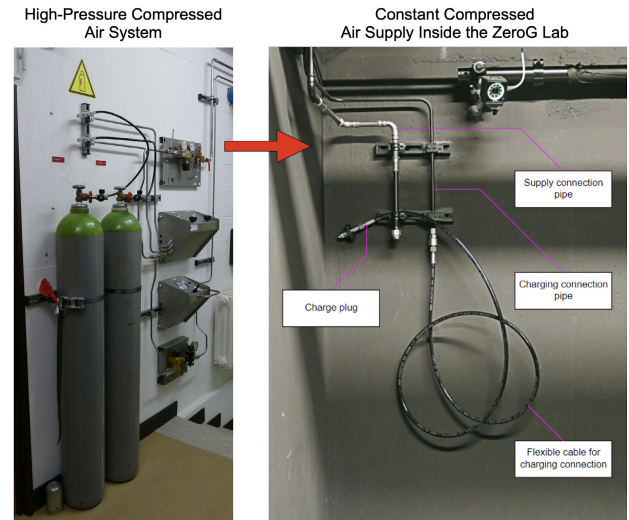 High-Pressure Compressed
Air System
Constant Compressed
Air Supply Inside the ZeroG Lab
Supply connection
pipe
Charging connection
pipe
Charge plug
Flexible cable for
charging connection